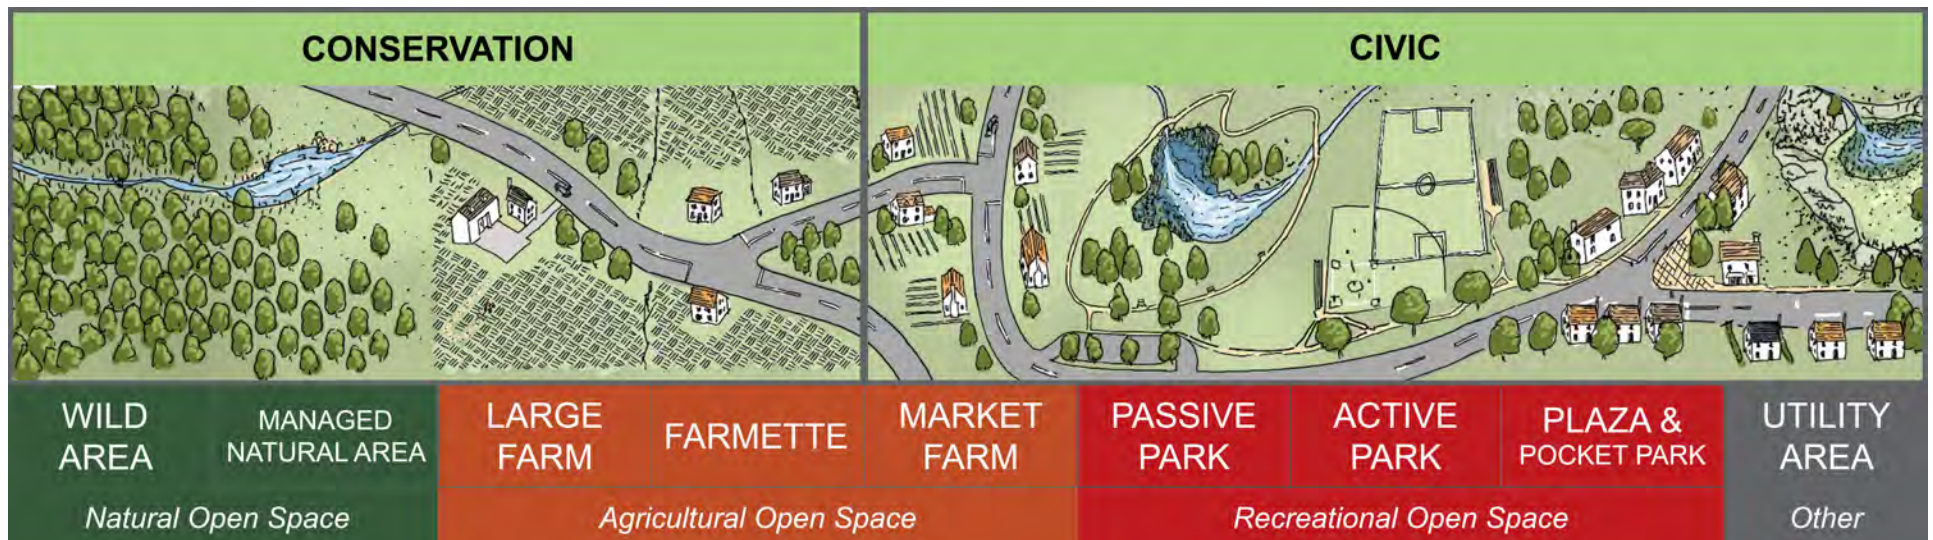 CONSERVATION
CIVIC
WILD
AREA
MANAGED
NATURAL AREA
LARGE
FARM
FARMETTE
MARKET
FARM
PASSIVE
PARK
ACTIVE
PARK
PLAZA &
POCKET PARK
UTILITY
AREA
Natural Open Space
Agricultural Open Space
Recreational Open Space
Other